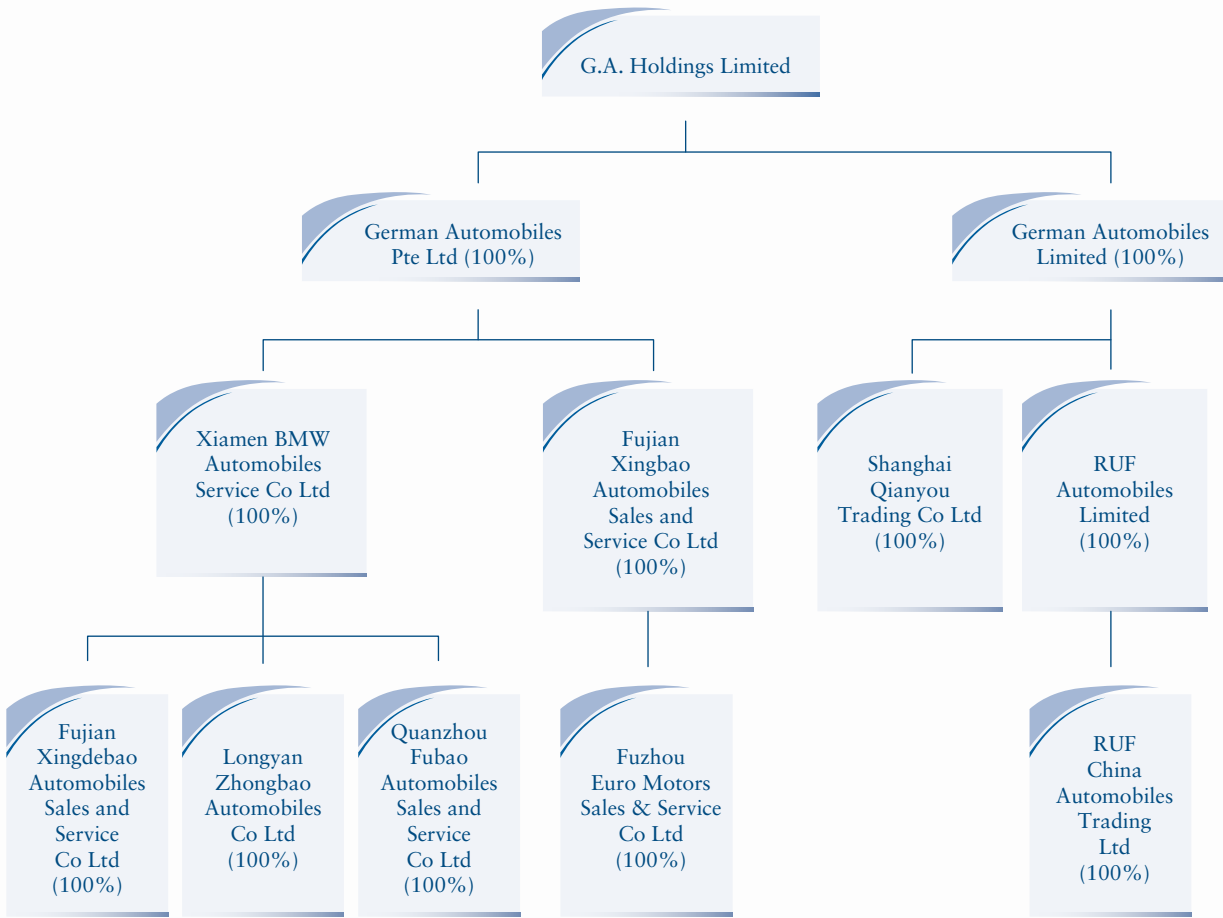 G.A. Holdings Limited
German Automobiles
Pte Ltd (100%)
German Automobiles
Limited (100%)
Xiamen BMW
Automobiles
Service Co Ltd
(100%)
Fujian
Xingbao
Automobiles
Sales and
Service Co Ltd
(100%)
Shanghai
Qianyou
Trading Co Ltd
(100%)
RUF
Automobiles
Limited
(100%)
Fujian
Xingdebao
Automobiles
Sales and
Service
Co Ltd
(100%)
Longyan
Zhongbao
Automobiles
Co Ltd
(100%)
Quanzhou
Fubao
Automobiles
Sales and
Service
Co Ltd
(100%)
Fuzhou
Euro Motors
Sales & Service
Co Ltd
(100%)
RUF
China
Automobiles
Trading
Ltd
(100%)